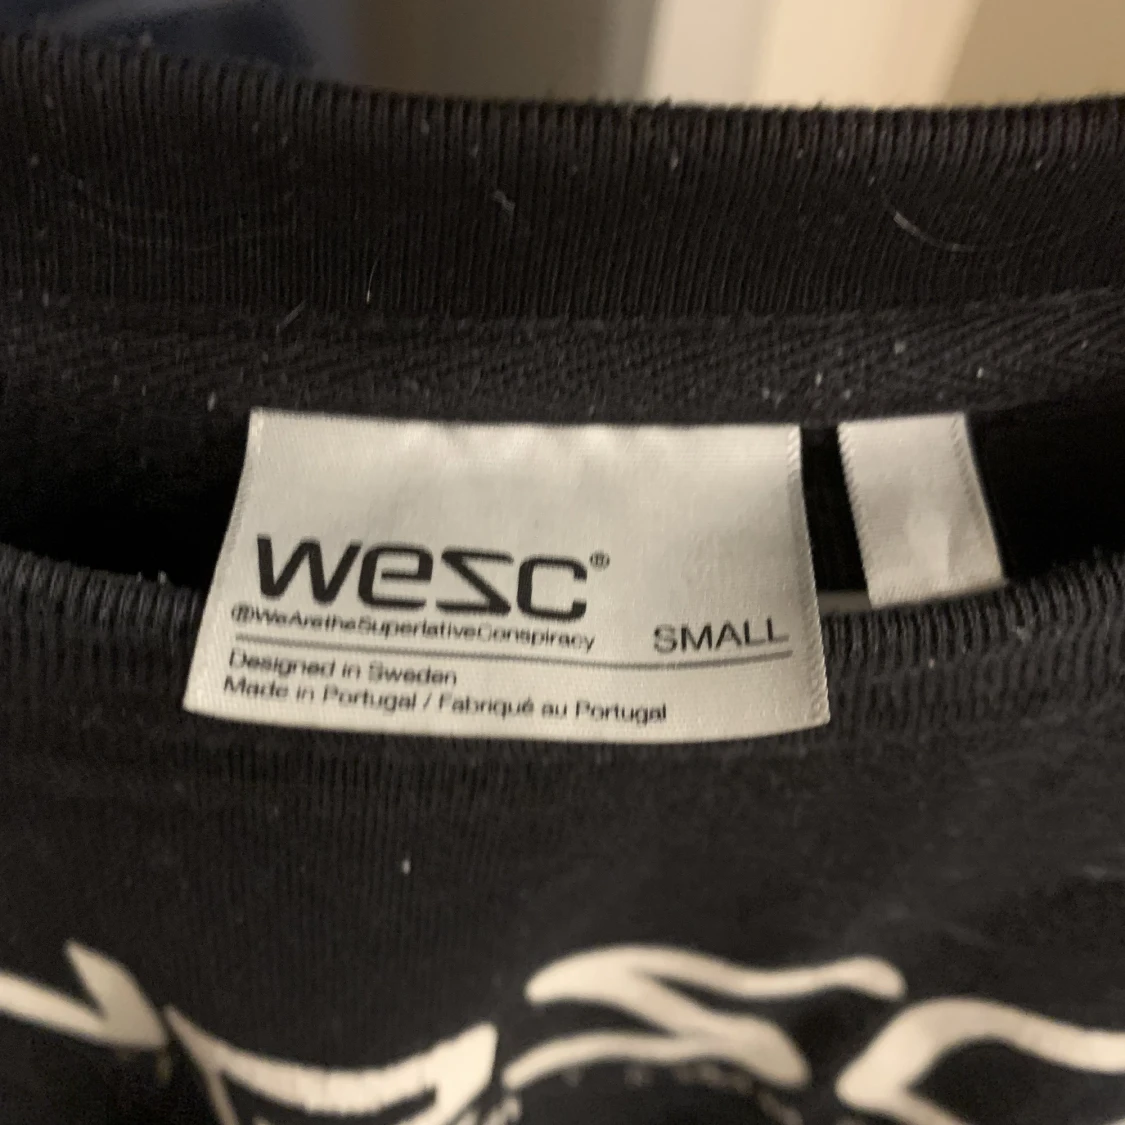 wesc®
@WeAretheSuperlativeConspiracy
SMALL
Designed in Sweden
Made in Portugal / Fabriqué au Portugal